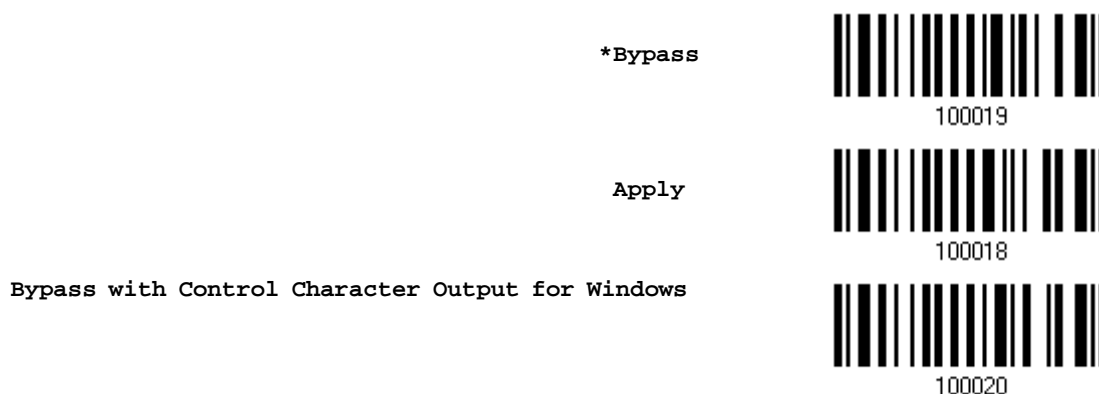 *Bypass
100019
Apply
100018
Bypass with Control Character Output for Windows
100020